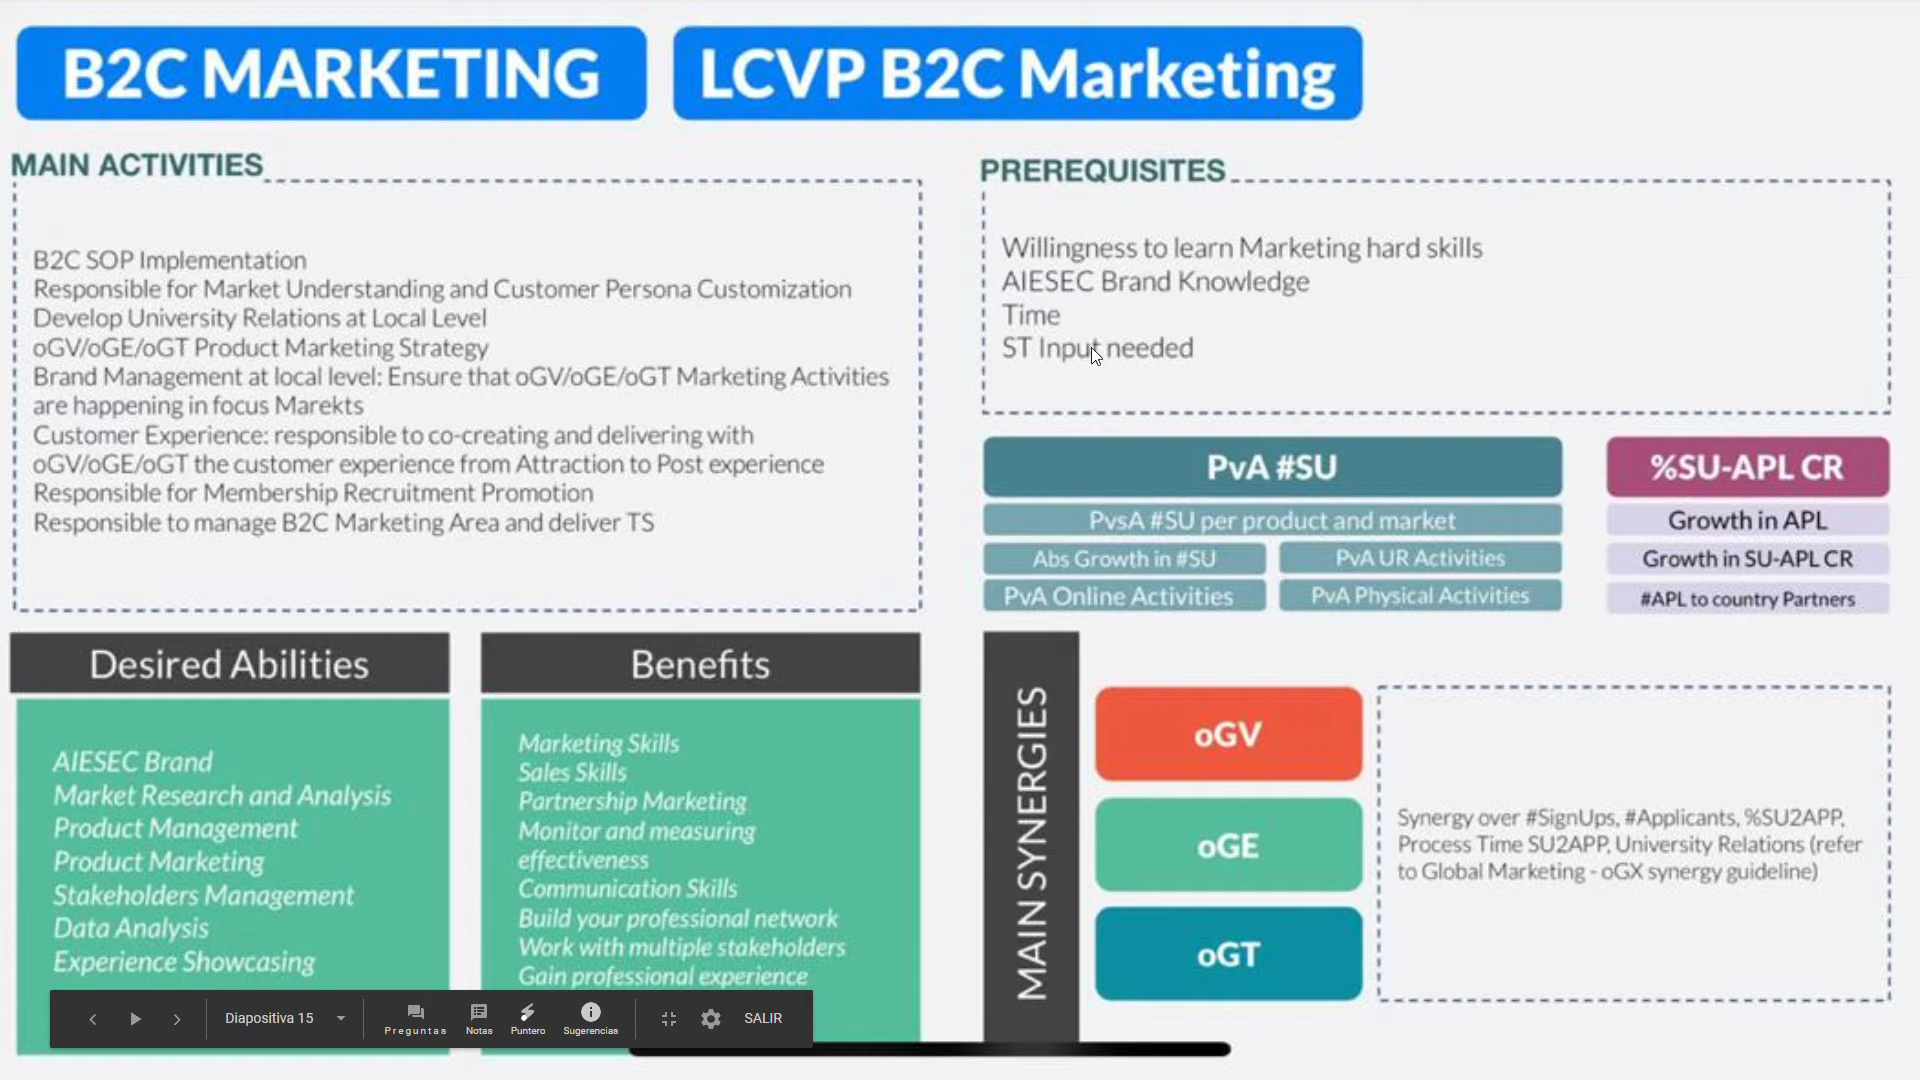 B2C MARKETING
LCVP B2C Marketing
MAIN ACTIVITIES
B2C SOP Implementation
Responsible for Market Understanding and Customer Persona Customization
Develop University Relations at Local Level
oGV/oGE/oGT Product Marketing Strategy
Brand Management at local level: Ensure that oGV/oGE/oGT Marketing Activities
are happening in focus Marekts
Customer Experience: responsible to co-creating and delivering with
oGV/oGE/oGT the customer experience from Attraction to Post experience
Responsible for Membership Recruitment Promotion
Responsible to manage B2C Marketing Area and deliver TS
PREREQUISITES
Willingness to learn Marketing hard skills
AIESEC Brand Knowledge
Time
ST Input needed
PvA #SU
PvsA #SU per product and market
Abs Growth in #SU
PvA UR Activities
PvA Online Activities
PvA Physical Activities
%SU-APL CR
Growth in APL
Growth in SU-APL CR
#APL to country Partners
Desired Abilities
AIESEC Brand
Market Research and Analysis
Product Management
Product Marketing
Stakeholders Management
Data Analysis
Experience Showcasing
Benefits
Marketing Skills
Sales Skills
Partnership Marketing
Monitor and measuring
effectiveness
Communication Skills
Build your professional network
Work with multiple stakeholders
Gain professional experience
MAIN SYNERGIES
oGV
oGE
oGT
Synergy over #SignUps, #Applicants, %SU2APP,
Process Time SU2APP, University Relations (refer
to Global Marketing - oGX synergy guideline)
Diapositiva 15
Preguntas
Notas
Puntero
Sugerencias
SALIR